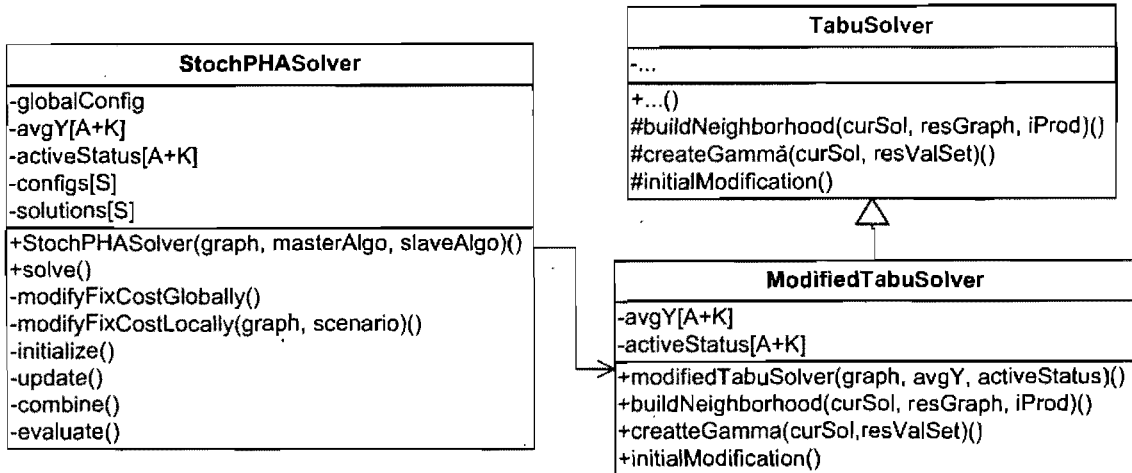 StochPHASolver
-globalConfig
-avgY[A+K]
-activeStatus[A+K]
-configs[S]
-solutions[S]
+StochPHASolver(graph, masterAlgo, slaveAlgo)()
+solve()
-modifyFixCostGlobally()
-modifyFixCostLocally(graph, scenario)()
-initialize()
-update()
-combine()
-evaluate()
TabuSolver
-...
+...()
#buildNeighborhood(curSol, resGraph, iProd)()
#createGamma(curSol, resValSet)()
#initialModification()
ModifiedTabuSolver
-avgY[A+K]
-activeStatus[A+K]
+modifiedTabuSolver(graph, avgY, activeStatus)()
+buildNeighborhood(curSol, resGraph, iProd)()
+creatteGamma(curSol,resValSet)()
+initialModification()